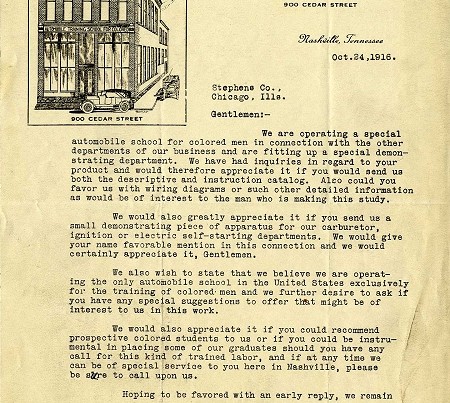 900 CEDAR STREET
Nashville, Tennessee
Oct.24,1916.
900 CEDAR STREET
Stephens Co.,
Chicago, Ills.
Gentlemen:-
We are operating a special
automobile school for colored men in connection with the other
departments of our business and are fitting up a special demon-
strating department. We have had inquiries in regard to your
product and would therefore appreciate it if you would send us
both the descriptive and instruction catalog. Also could you
favor us with wiring diagrams or such other detailed information
as would be of interest to the man who is making this study.
We would also greatly appreciate it if you send us a
small demonstrating piece of apparatus for our carburetor,
ignition or electric self-starting departments. We would give
your name favorable mention in this connection and we would
certainly appreciate it, Gentlemen.
We also wish to state that we believe we are operat-
ing the only automobile school in the United States exclusively
for the training of colored men and we further desire to ask if
you have any special suggestions to offer that might be of
interest to us in this work.
We would also appreciate it if you could recommend
prospective colored students to us or if you could be instru-
mental in placing some of our graduates should you have any
call for this kind of trained labor, and if at any time we
can be of special service to you here in Nashville, please
be sure to call upon us.
Hoping to be favored with an early reply, we remain